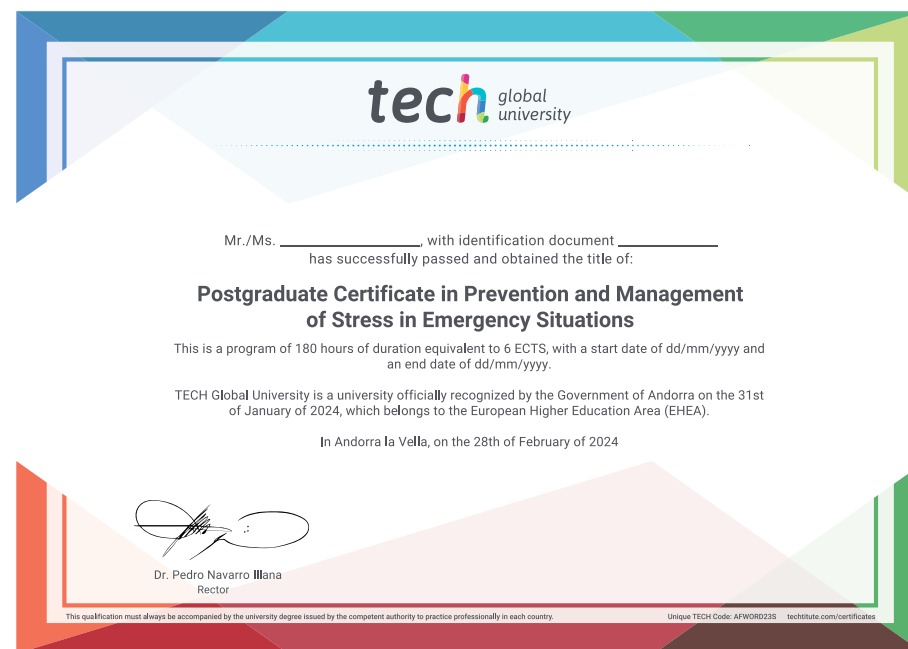 tech global university
Mr./Ms. ____________________, with identification document ______________
has successfully passed and obtained the title of:
Postgraduate Certificate in Prevention and Management
of Stress in Emergency Situations
This is a program of 180 hours of duration equivalent to 6 ECTS, with a start date of dd/mm/yyyy and
an end date of dd/mm/yyyy.
TECH Global University is a university officially recognized by the Government of Andorra on the 31st
of January of 2024, which belongs to the European Higher Education Area (EHEA).
In Andorra la Vella, on the 28th of February of 2024
Dr. Pedro Navarro Illana
Rector
This qualification must always be accompanied by the university degree issued by the competent authority to practice professionally in each country.
Unique TECH Code: AFWORD23S techtitute.com/certificates